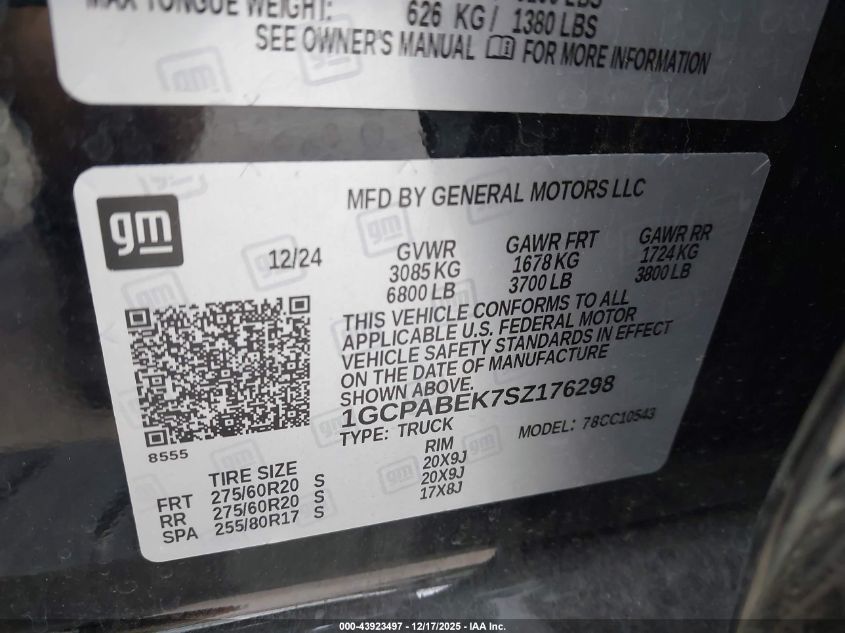 MAX TONGUE WEIGHT: 626 KG/ 1380 LBS
SEE OWNER'S MANUAL FOR MORE INFORMATION
gm
MFD BY GENERAL MOTORS LLC
12/24
GVWR GAWR FRT GAWR RR
3085 KG 1678 KG 1724 KG
6800 LB 3700 LB 3800 LB
THIS VEHICLE CONFORMS TO ALL
APPLICABLE U.S. FEDERAL MOTOR
VEHICLE SAFETY STANDARDS IN EFFECT
ON THE DATE OF MANUFACTURE
SHOWN ABOVE.
1GCPABEK7SZ176298
TYPE: TRUCK MODEL: 78CC10543
8555
TIRE SIZE RIM
FRT 275/60R20 S 20X9J
RR 275/60R20 S 20X9J
SPA 255/80R17 S 17X8J
000-43923497 - 12/17/2025 - IAA Inc.